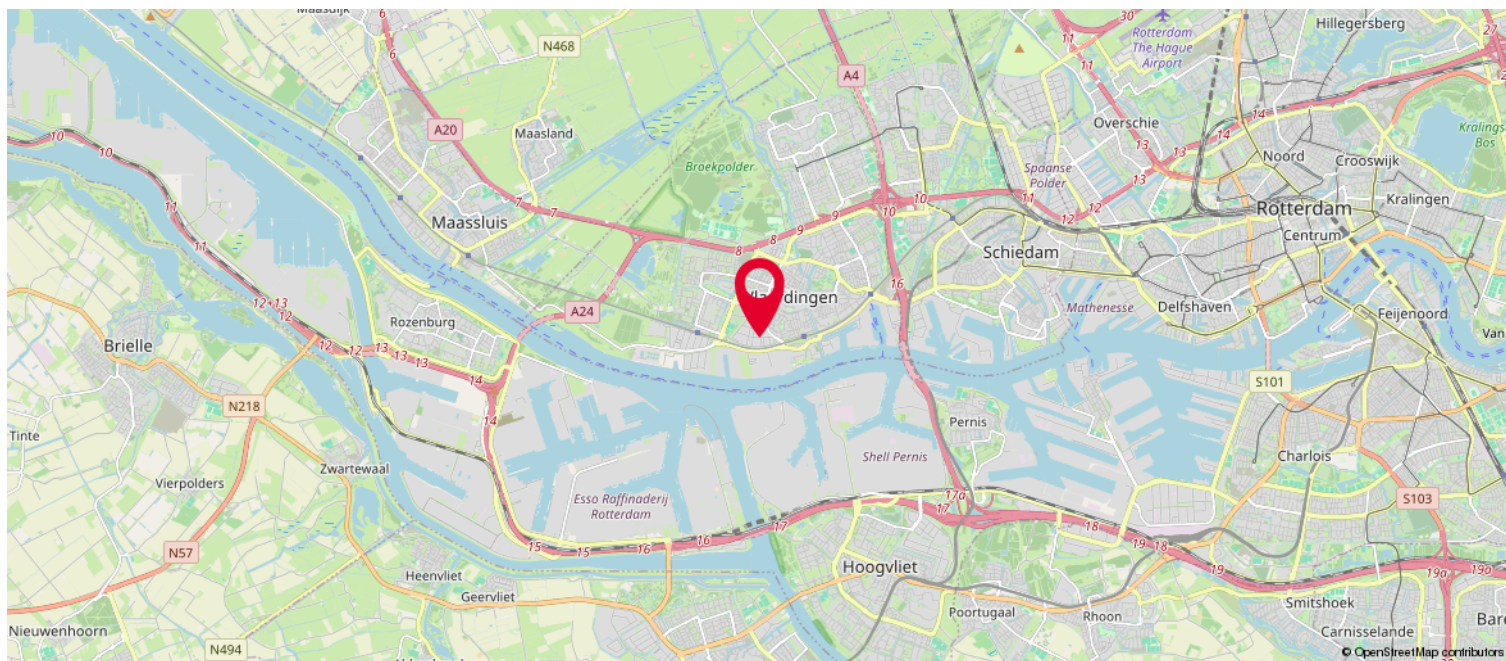 Maasdijk
6
6
N468
A20
Maasland
7
7
Maassluis
Broekpolder
A4
11
30
Rotterdam
The Hague
Airport
11
Hillegersberg
27
Overschie
14
14
13
13
Kralings
Bos
Noord
Crooswijk
Spaanse
Polder
13
Kralingen
Rotterdam
Centrum
12
12
11
10
10
9
9
8
8
Schiedam
16
10
10
11
11
12
13
12
13
A24
Rozenburg
Brielle
13
13
14
14
N218
Tinte
Zwartewaal
Vierpolders
Delfshaven
Mathenesse
Feijenoord
Van
S101
Pernis
Shell Pernis
Charlois
Esso Raffinaderij
Rotterdam
17a
17
17
18
18
19
19
S103
19a
19a
15
15
16
16
N57
Heenvliet
Geervliet
Hoogvliet
Poortugaal
Rhoon
Smitshoek
Carnisselande
Bare
Nieuwenhoorn
N494
© OpenStreetMap contributors